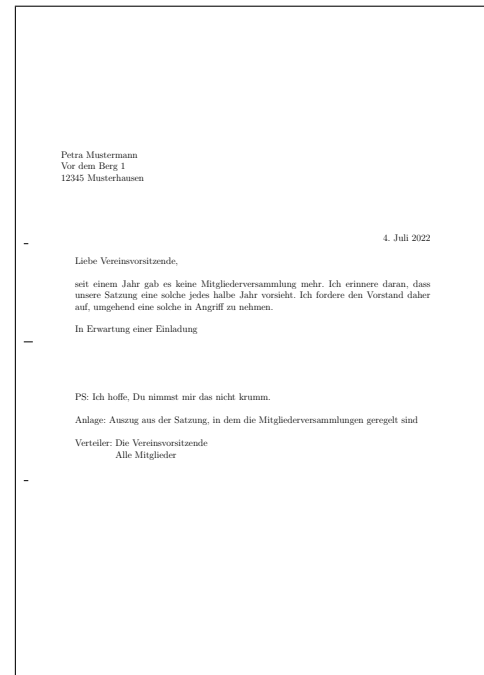 Petra Mustermann
Vor dem Berg 1
12345 Musterhausen
4. Juli 2022
Liebe Vereinsvorsitzende,
seit einem Jahr gab es keine Mitgliederversammlung mehr. Ich erinnere daran, dass
unsere Satzung eine solche jedes halbe Jahr vorsieht. Ich fordere den Vorstand daher
auf, umgehend eine solche in Angriff zu nehmen.
In Erwartung einer Einladung
PS: Ich hoffe, Du nimmst mir das nicht krumm.
Anlage: Auszug aus der Satzung, in dem die Mitgliederversammlungen geregelt sind
Verteiler: Die Vereinsvorsitzende
Alle Mitglieder